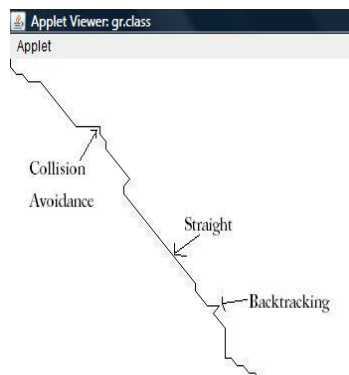 Applet Viewer: gr.class
Applet
Collision
Avoidance
Straight
Backtracking